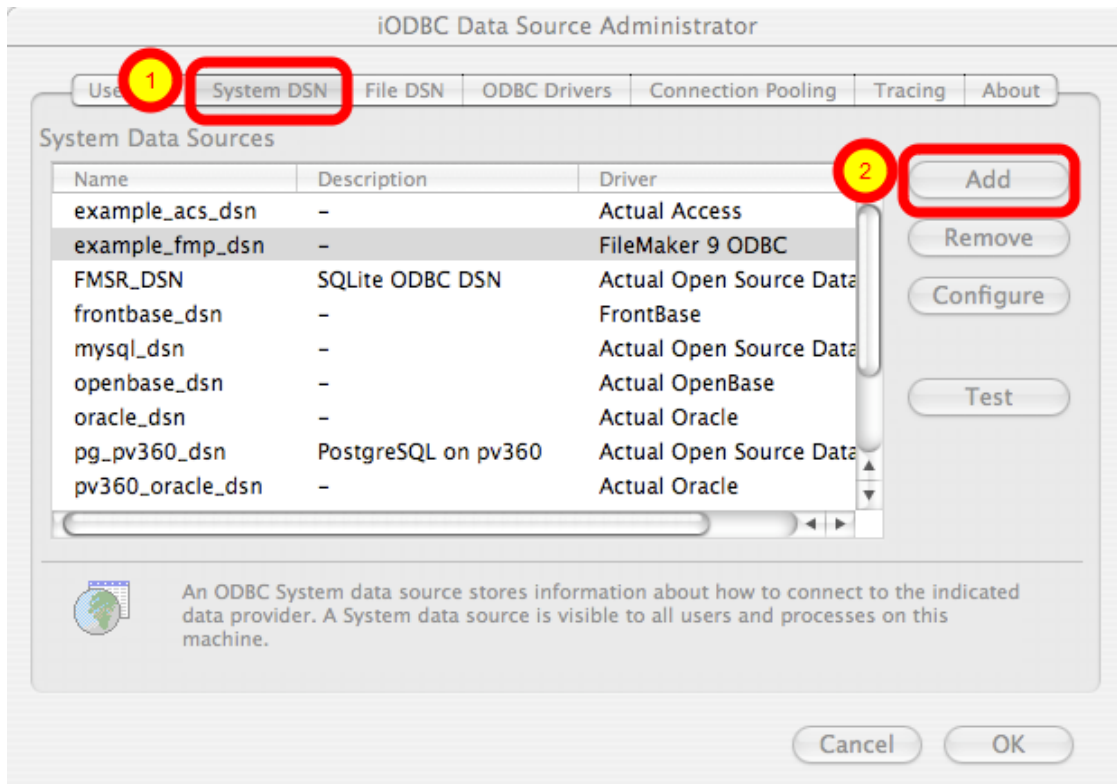 iODBC Data Source Administrator
Use 1 System DSN File DSN ODBC Drivers Connection Pooling Tracing About
System Data Sources
Name Description Driver 2 Add
example_acs_dsn – Actual Access
example_fmp_dsn – FileMaker 9 ODBC Remove
FMSR_DSN SQLite ODBC DSN Actual Open Source Data Configure
frontbase_dsn – FrontBase
mysql_dsn – Actual Open Source Data
openbase_dsn – Actual OpenBase Test
oracle_dsn – Actual Oracle
pg_pv360_dsn PostgreSQL on pv360 Actual Open Source Data
pv360_oracle_dsn – Actual Oracle
An ODBC System data source stores information about how to connect to the indicated
data provider. A System data source is visible to all users and processes on this
machine.
Cancel OK